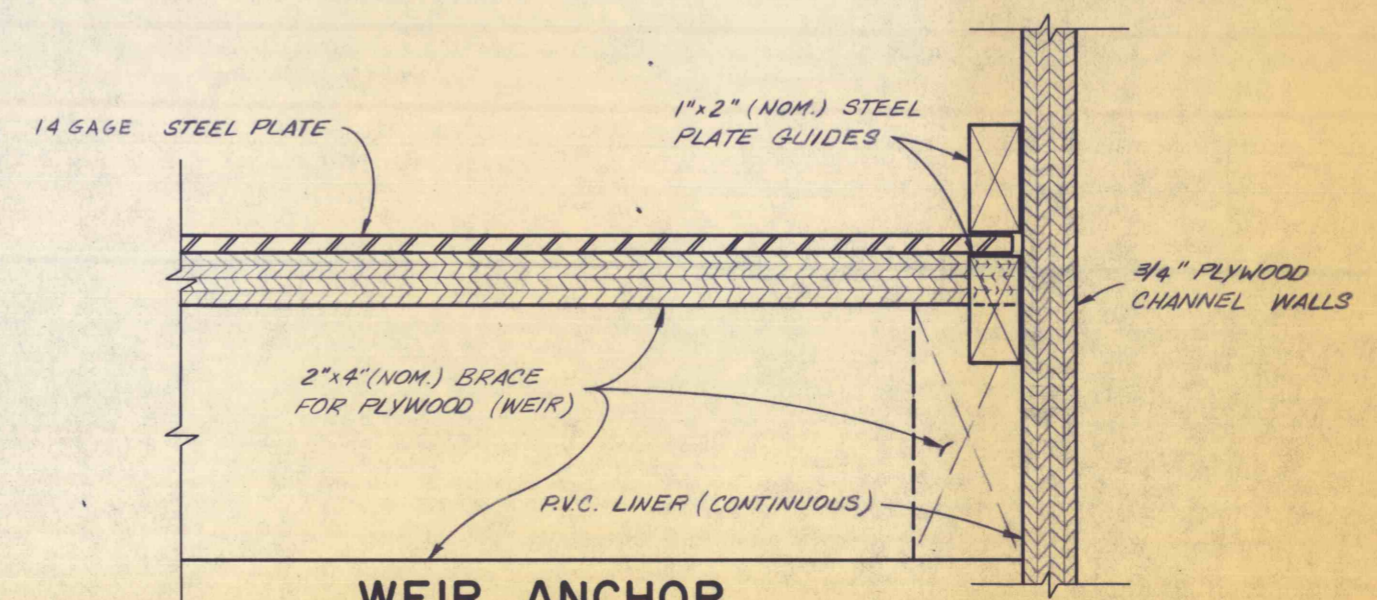 14 GAGE STEEL PLATE
1"x2" (NOM.) STEEL
PLATE GUIDES
3/4" PLYWOOD
CHANNEL WALLS
2"x4" (NOM.) BRACE
FOR PLYWOOD (WEIR)
P.V.C. LINER (CONTINUOUS)
WEIR ANCHOR